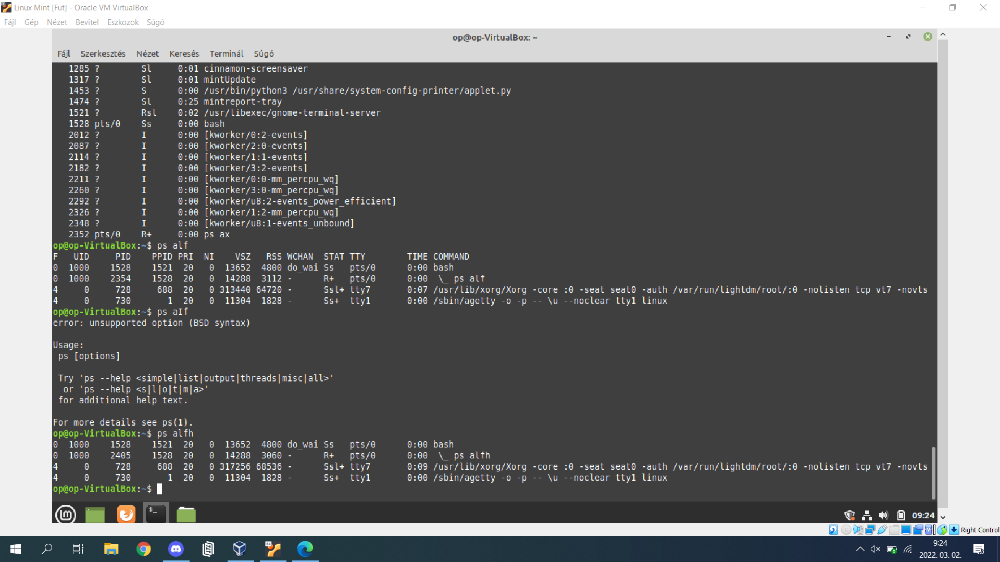 Linux Mint [Fut] - Oracle VM VirtualBox
Fájl Gép Nézet Bevitel Eszközök Súgó
op@op-VirtualBox: ~
Fájl Szerkesztés Nézet Keresés Terminál Súgó
1285 ? Sl 0:01 cinnamon-screensaver
1317 ? Sl 0:01 mintUpdate
1453 ? S 0:00 /usr/bin/python3 /usr/share/system-config-printer/applet.py
1474 ? Sl 0:25 mintreport-tray
1521 ? Rsl 0:02 /usr/libexec/gnome-terminal-server
1528 pts/0 Ss 0:00 bash
2012 ? I 0:00 [kworker/0:2-events]
2087 ? I 0:00 [kworker/2:0-events]
2114 ? I 0:00 [kworker/1:1-events]
2182 ? I 0:00 [kworker/3:2-events]
2211 ? I 0:00 [kworker/0:0-mm_percpu_wq]
2260 ? I 0:00 [kworker/3:0-mm_percpu_wq]
2292 ? I 0:00 [kworker/u8:2-events_power_efficient]
2326 ? I 0:00 [kworker/1:2-mm_percpu_wq]
2348 ? I 0:00 [kworker/u8:1-events_unbound]
2352 pts/0 R+ 0:00 ps ax
op@op-VirtualBox:~$ ps alf
F UID PID PPID PRI NI VSZ RSS WCHAN STAT TTY TIME COMMAND
0 1000 1528 1521 20 0 13652 4800 do_wai Ss pts/0 0:00 bash
0 1000 2354 1528 20 0 14288 3112 - R+ pts/0 0:00 \_ ps alf
4 0 728 688 20 0 313440 64720 - Ssl+ tty7 0:07 /usr/lib/xorg/Xorg -core :0 -seat seat0 -auth /var/run/lightdm/root/:0 -nolisten tcp vt7 -novts
4 0 730 1 20 0 11304 1828 - Ss+ tty1 0:00 /sbin/agetty -o -p -- \u --noclear tty1 linux
op@op-VirtualBox:~$ ps aIf
error: unsupported option (BSD syntax)
Usage:
ps [options]
Try 'ps --help <simple|list|output|threads|misc|all>'
or 'ps --help <s|l|o|t|m|a>'
for additional help text.
For more details see ps(1).
op@op-VirtualBox:~$ ps alfh
0 1000 1528 1521 20 0 13652 4800 do_wai Ss pts/0 0:00 bash
0 1000 2405 1528 20 0 14288 3060 - R+ pts/0 0:00 \_ ps alfh
4 0 728 688 20 0 317256 68536 - Ssl+ tty7 0:09 /usr/lib/xorg/Xorg -core :0 -seat seat0 -auth /var/run/lightdm/root/:0 -nolisten tcp vt7 -novts
4 0 730 1 20 0 11304 1828 - Ss+ tty1 0:00 /sbin/agetty -o -p -- \u --noclear tty1 linux
op@op-VirtualBox:~$
09:24
Right Control
9:24
2022. 03. 02.